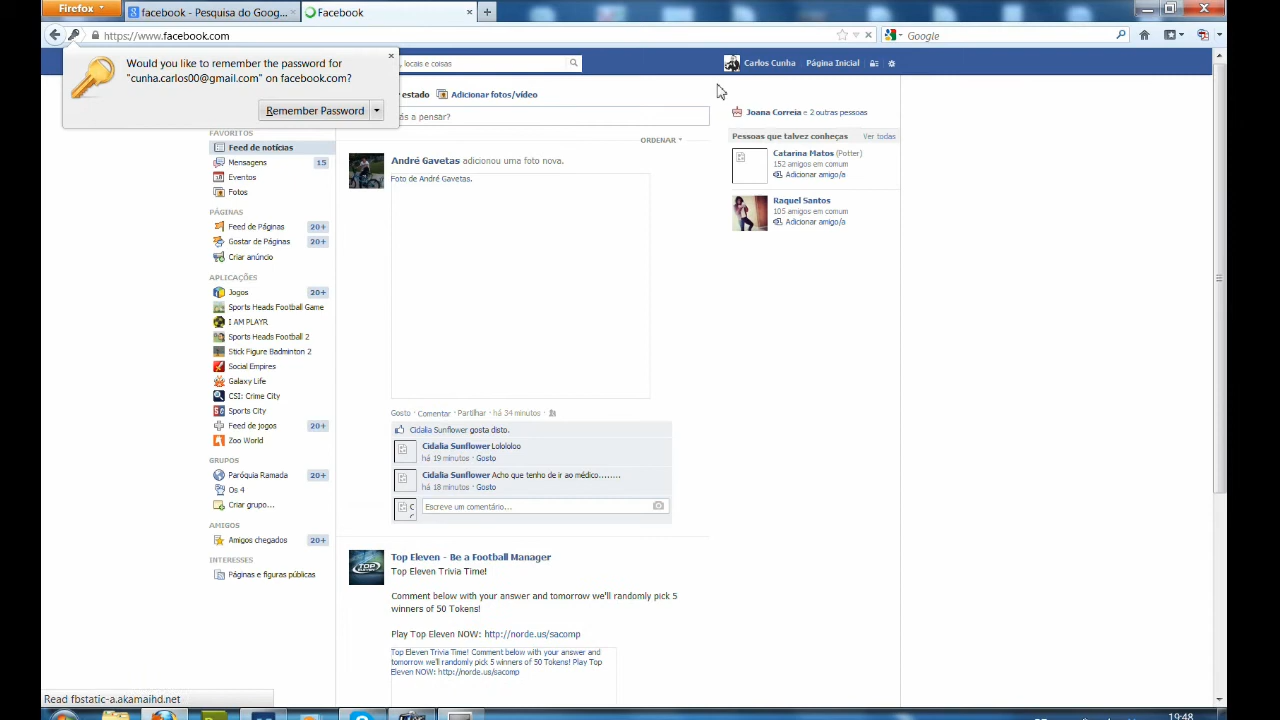 Firefox
facebook - Pesquisa do Goog...
Facebook
https://www.facebook.com
Google
Would you like to remember the password for
"cunha.carlos00@gmail.com" on facebook.com?
Remember Password
, locais e coisas
Carlos Cunha
Página Inicial
estado
Adicionar fotos/vídeo
a pensar?
Joana Correia e 2 outras pessoas
ORDENAR
Pessoas que talvez conheças
Ver todas
Catarina Matos (Potter)
152 amigos em comum
Adicionar amigo/a
Raquel Santos
105 amigos em comum
Adicionar amigo/a
FAVORITOS
Feed de notícias
Mensagens 15
Eventos
Fotos
PÁGINAS
Feed de Páginas 20+
Gostar de Páginas 20+
Criar anúncio
APLICAÇÕES
Jogos 20+
Sports Heads Football Game
I AM PLAYR
Sports Heads Football 2
Stick Figure Badminton 2
Social Empires
Galaxy Life
CSI: Crime City
Sports City
Feed de jogos 20+
Zoo World
GRUPOS
Paróquia Ramada 20+
Os 4
Criar grupo...
AMIGOS
Amigos chegados 20+
INTERESSES
Páginas e figuras públicas
André Gavetas adicionou uma foto nova.
Foto de André Gavetas.
Gosto · Comentar · Partilhar · há 34 minutos ·
Cidalia Sunflower gosta disto.
Cidalia Sunflower Lolololoo
há 19 minutos · Gosto
Cidalia Sunflower Acho que tenho de ir ao médico........
há 18 minutos · Gosto
Escreve um comentário...
Top Eleven - Be a Football Manager
Top Eleven Trivia Time!
Comment below with your answer and tomorrow we'll randomly pick 5
winners of 50 Tokens!
Play Top Eleven NOW: http://norde.us/sacomp
Top Eleven Trivia Time! Comment below with your answer and
tomorrow we'll randomly pick 5 winners of 50 Tokens! Play Top
Eleven NOW: http://norde.us/sacomp
Read fbstatic-a.akamaihd.net
19:48